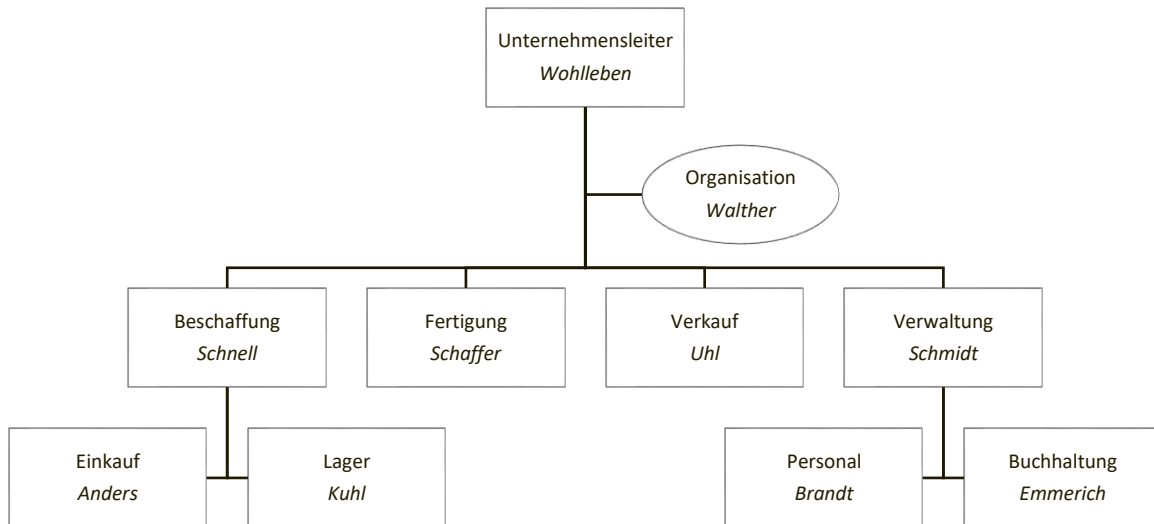 Unternehmensleiter
Wohlleben
Organisation
Walther
Beschaffung
Schnell
Fertigung
Schaffer
Verkauf
Uhl
Verwaltung
Schmidt
Einkauf
Anders
Lager
Kuhl
Personal
Brandt
Buchhaltung
Emmerich